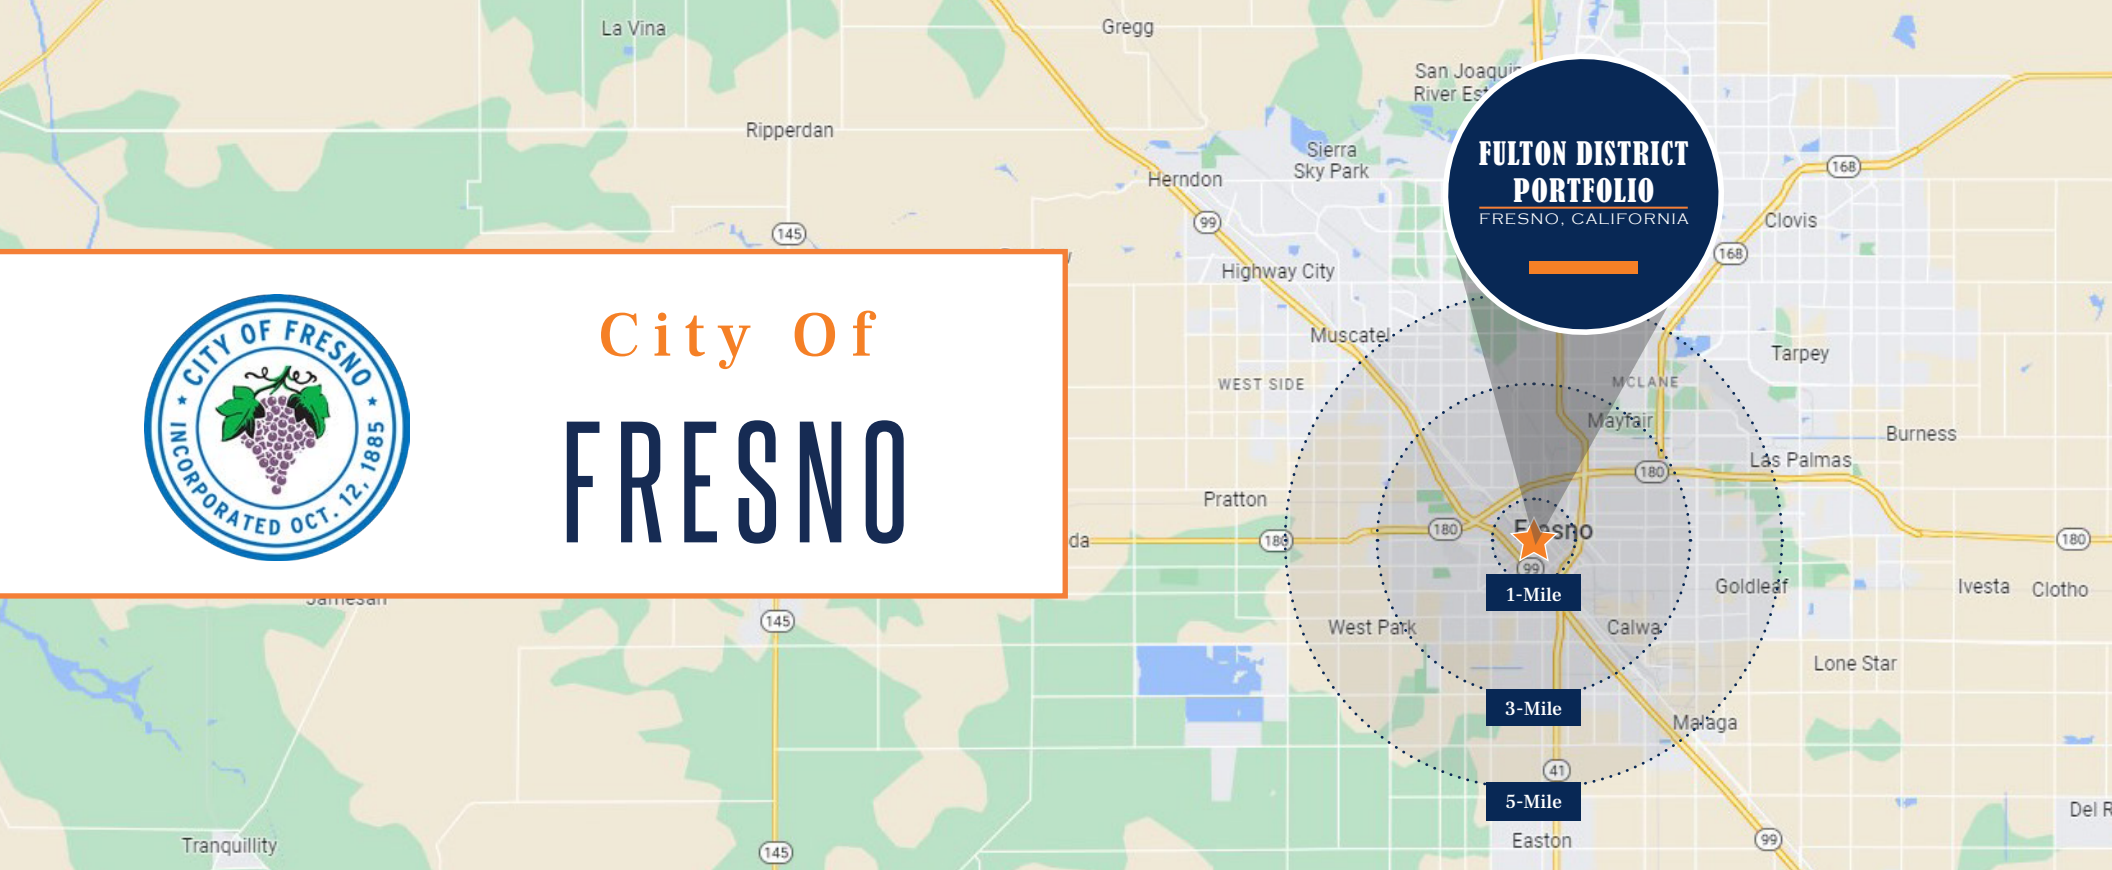 La Vina
Gregg
San Joaquin
River Est
Ripperdan
Sierra
Sky Park
Herndon
99
145
FULTON DISTRICT
PORTFOLIO
FRESNO, CALIFORNIA
168
Clovis
168
Highway City
CITY OF FRESNO
INCORPORATED OCT. 12, 1885
City Of
FRESNO
Muscatel
Tarpey
WEST SIDE
MCLANE
Mayfair
Burness
Las Palmas
180
Pratton
180
180
Fresno
99
180
da
1-Mile
Goldleaf
Ivesta
Clotho
Jamesan
145
West Park
Calwa
Lone Star
3-Mile
Malaga
41
5-Mile
Del R
Easton
99
Tranquillity
145